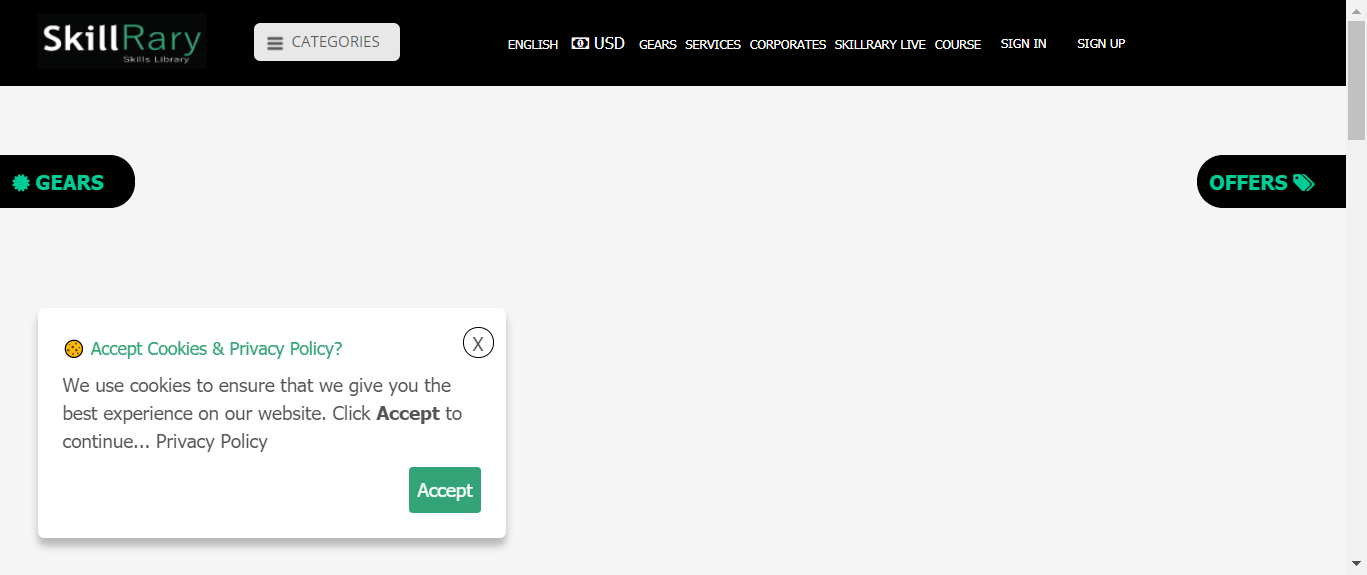 SkillRary
Skills Library
CATEGORIES
ENGLISH USD GEARS SERVICES CORPORATES SKILLRARY LIVE COURSE SIGN IN SIGN UP
GEARS
OFFERS
Accept Cookies & Privacy Policy?
X
We use cookies to ensure that we give you the
best experience on our website. Click Accept to
continue... Privacy Policy
Accept